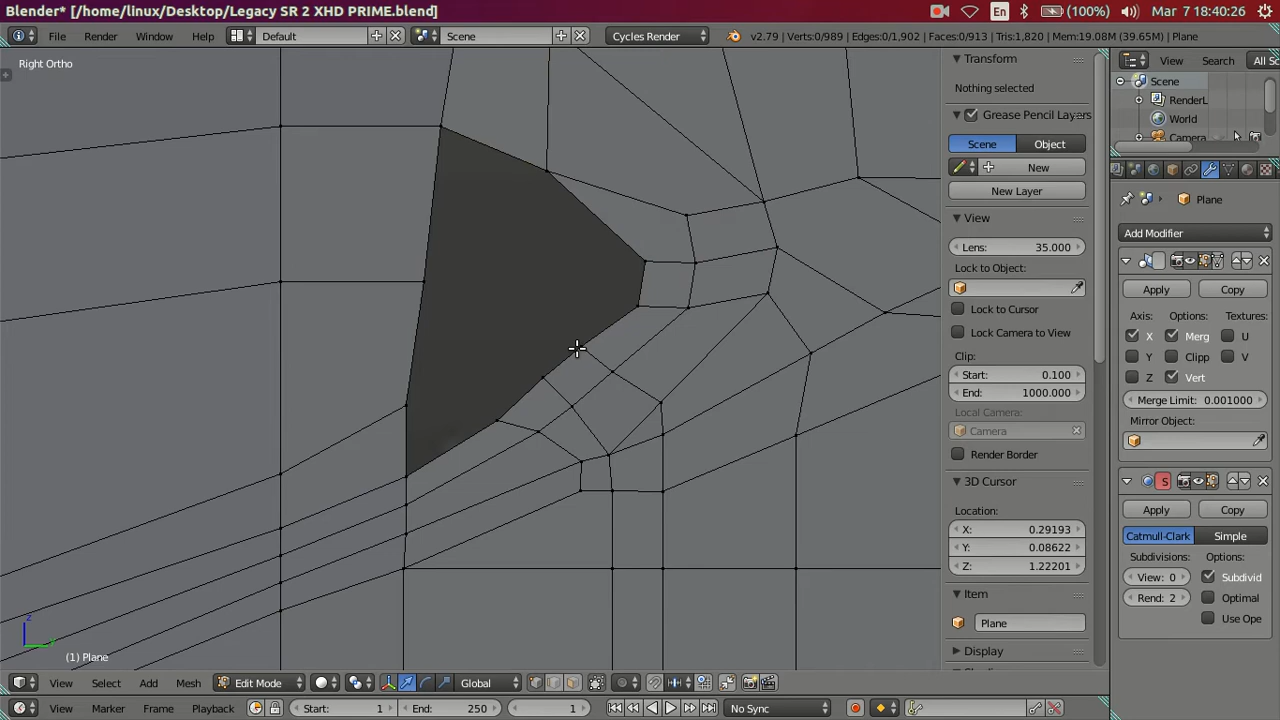 Blender* [/home/linux/Desktop/Legacy SR 2 XHD PRIME.blend] En (100%) Mar 7 18:40:26
File Render Window Help Default Scene Cycles Render v2.79 | Verts:0/989 | Edges:0/1,902 | Faces:0/913 | Tris:1,820 | Mem:19.08M (39.65M) | Plane
Right Ortho
(1) Plane
Transform
Nothing selected
Grease Pencil Layers
Scene Object
New
New Layer
View
Lens: 35.000
Lock to Object:
Lock to Cursor
Lock Camera to View
Clip:
Start: 0.100
End: 1000.000
Local Camera:
Camera
Render Border
3D Cursor
Location:
X: 0.29193
Y: 0.08622
Z: 1.22201
Item
Plane
Display
View Search All Sc
Scene
RenderL
World
Camera
Plane
Add Modifier
Apply Copy
Axis: Options: Textures:
X Merg U
Y Clipp V
Z Vert
Merge Limit: 0.001000
Mirror Object:
S
Apply Copy
Catmull-Clark Simple
Subdivisions: Options:
View: 0 Subdivid
Rend: 2 Optimal
Use Ope
View Select Add Mesh Edit Mode Global
View Marker Frame Playback Start: 1 End: 250 1 No Sync